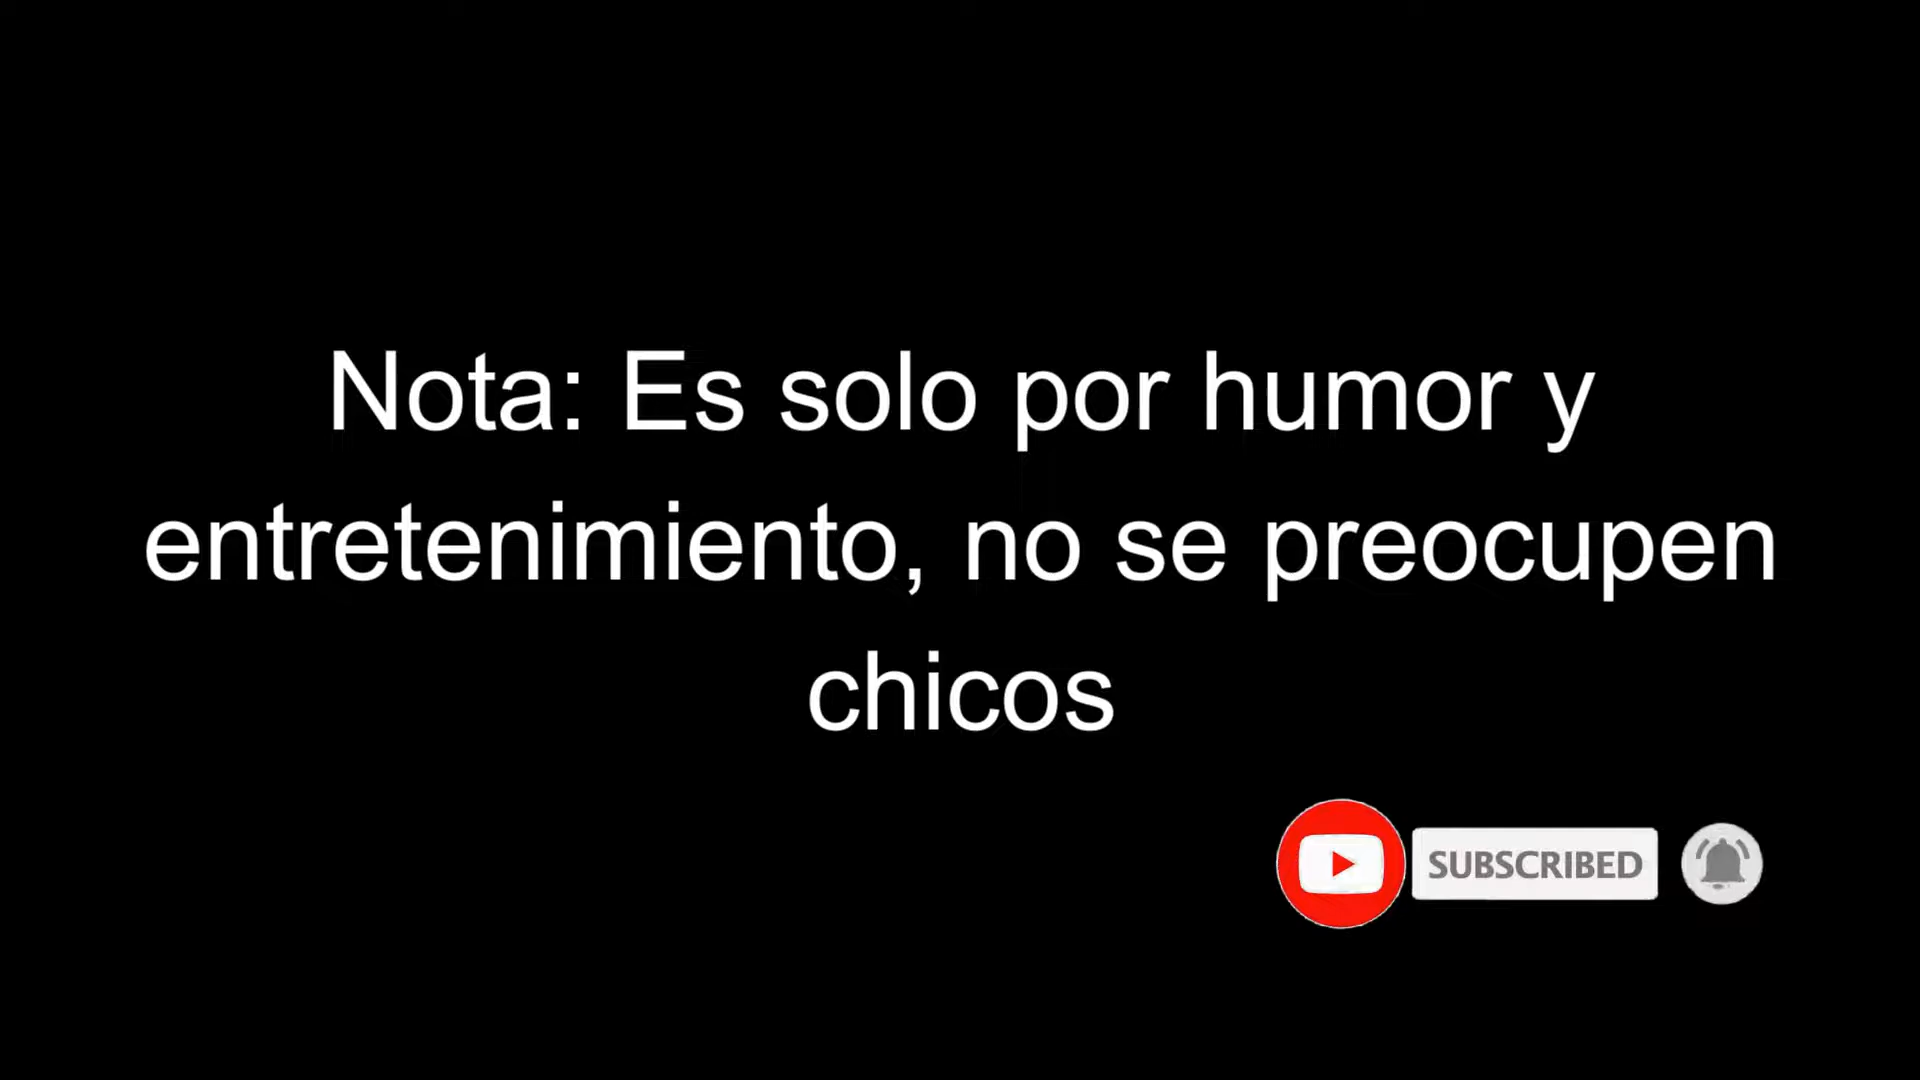 Nota: Es solo por humor y
entretenimiento, no se preocupen
chicos
SUBSCRIBED